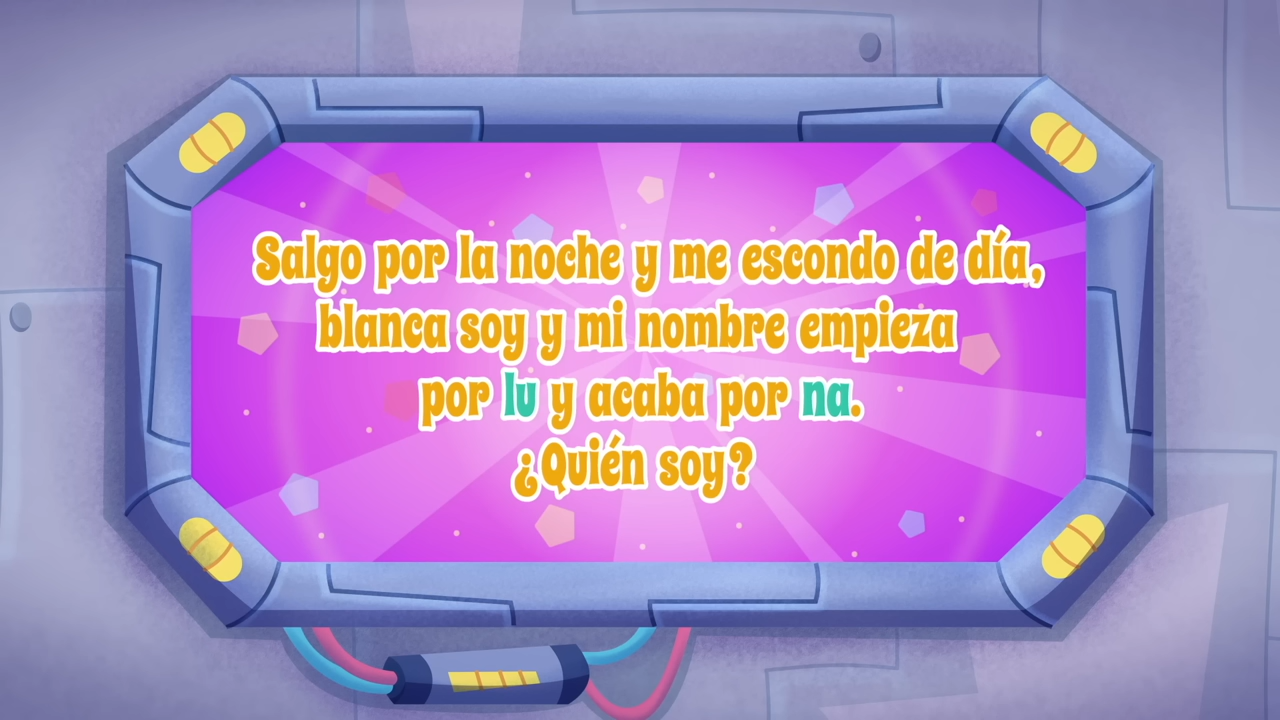 Salgo por la noche y me escondo de día,
blanca soy y mi nombre empieza
por lu y acaba por na.
¿Quién soy?